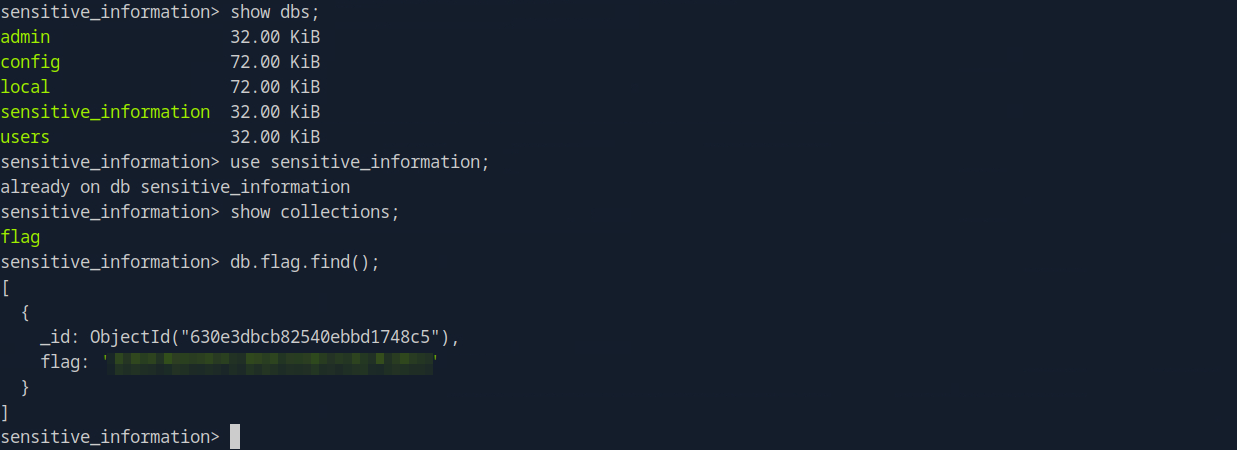 sensitive_information> show dbs;
admin                  32.00 KiB
config                 72.00 KiB
local                  72.00 KiB
sensitive_information  32.00 KiB
users                  32.00 KiB
sensitive_information> use sensitive_information;
already on db sensitive_information
sensitive_information> show collections;
flag
sensitive_information> db.flag.find();
[
  {
    _id: ObjectId("630e3dbcb82540ebbd1748c5"),
    flag: ' '
  }
]
sensitive_information>